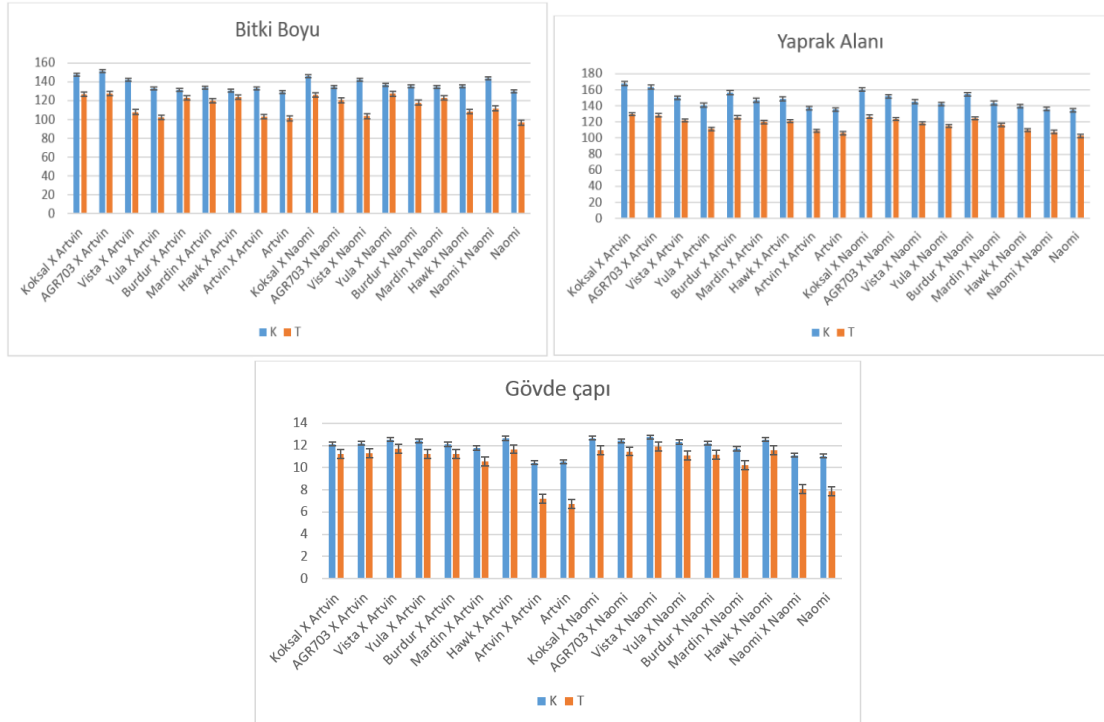 Bitki Boyu
160
140
120
100
80
60
40
20
0
Koksal X Artvin
AGR703 X Artvin
Vista X Artvin
Yula X Artvin
Burdur X Artvin
Mardin X Artvin
Hawk X Artvin
Artvin X Artvin
Artvin
Koksal X Naomi
AGR703 X Naomi
Vista X Naomi
Yula X Naomi
Burdur X Naomi
Mardin X Naomi
Hawk X Naomi
Naomi X Naomi
Naomi
K T
Yaprak Alanı
180
160
140
120
100
80
60
40
20
0
Koksal X Artvin
AGR703 X Artvin
Vista X Artvin
Yula X Artvin
Burdur X Artvin
Mardin X Artvin
Hawk X Artvin
Artvin X Artvin
Artvin
Koksal X Naomi
AGR703 X Naomi
Vista X Naomi
Yula X Naomi
Burdur X Naomi
Mardin X Naomi
Hawk X Naomi
Naomi X Naomi
Naomi
K T
Gövde çapı
14
12
10
8
6
4
2
0
Koksal X Artvin
AGR703 X Artvin
Vista X Artvin
Yula X Artvin
Burdur X Artvin
Mardin X Artvin
Hawk X Artvin
Artvin X Artvin
Artvin
Koksal X Naomi
AGR703 X Naomi
Vista X Naomi
Yula X Naomi
Burdur X Naomi
Mardin X Naomi
Hawk X Naomi
Naomi X Naomi
Naomi
K T